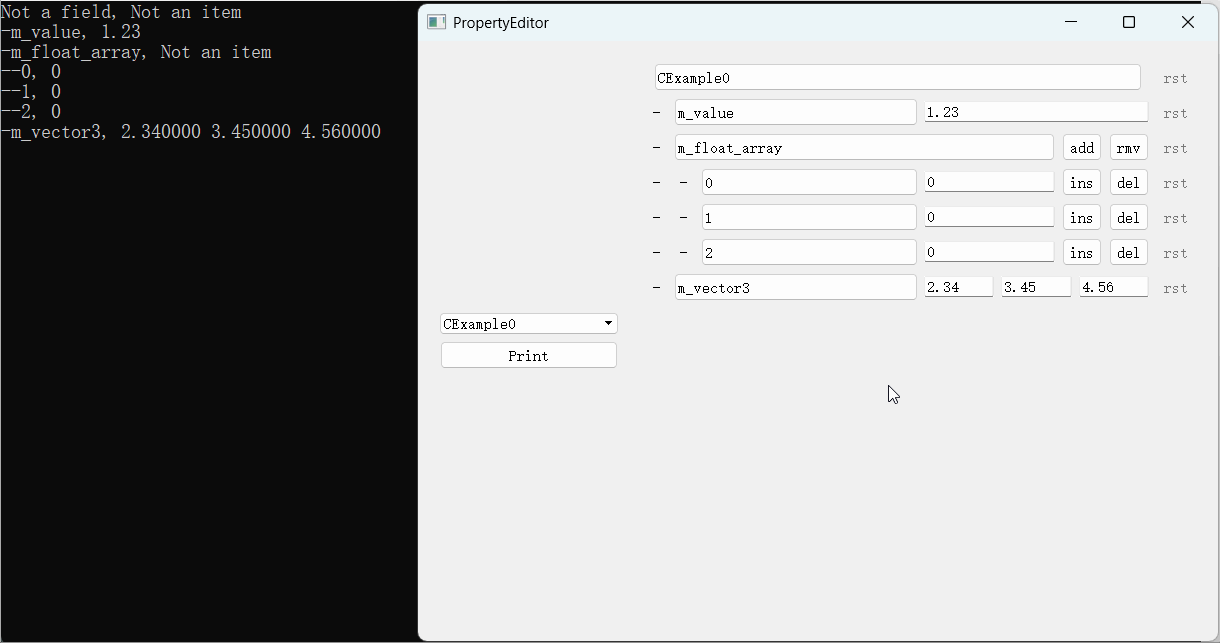 Not a field, Not an item
-m_value, 1.23
-m_float_array, Not an item
--0, 0
--1, 0
--2, 0
-m_vector3, 2.340000 3.450000 4.560000
PropertyEditor
CExample0 rst
- m_value 1.23 rst
- m_float_array add rmv rst
- - 0 0 ins del rst
- - 1 0 ins del rst
- - 2 0 ins del rst
- m_vector3 2.34 3.45 4.56 rst
CExample0
Print